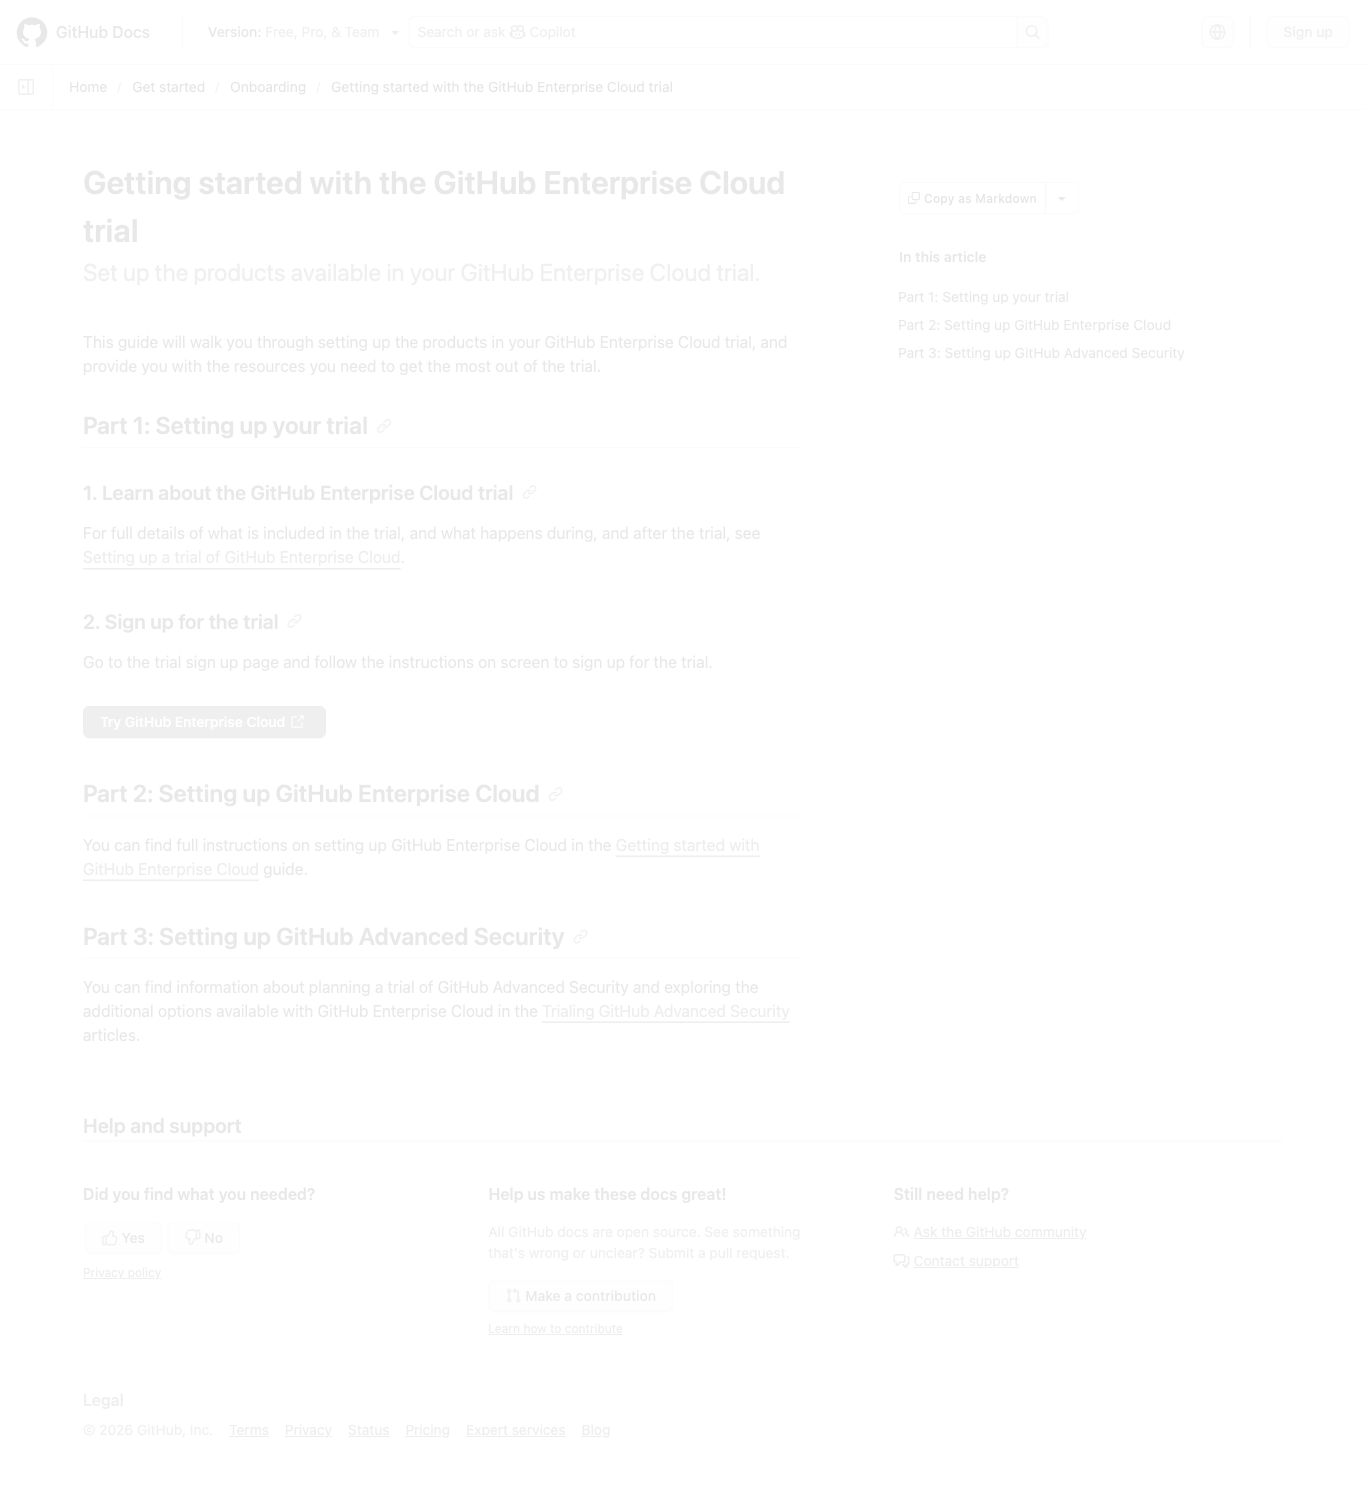 GitHub Docs
Version: Free, Pro, & Team
Search or ask Copilot
Sign up
Home / Get started / Onboarding / Getting started with the GitHub Enterprise Cloud trial
Getting started with the GitHub Enterprise Cloud
trial
Set up the products available in your GitHub Enterprise Cloud trial.
Copy as Markdown
In this article
Part 1: Setting up your trial
Part 2: Setting up GitHub Enterprise Cloud
Part 3: Setting up GitHub Advanced Security
This guide will walk you through setting up the products in your GitHub Enterprise Cloud trial, and
provide you with the resources you need to get the most out of the trial.
Part 1: Setting up your trial
1. Learn about the GitHub Enterprise Cloud trial
For full details of what is included in the trial, and what happens during, and after the trial, see
Setting up a trial of GitHub Enterprise Cloud.
2. Sign up for the trial
Go to the trial sign up page and follow the instructions on screen to sign up for the trial.
Try GitHub Enterprise Cloud
Part 2: Setting up GitHub Enterprise Cloud
You can find full instructions on setting up GitHub Enterprise Cloud in the Getting started with
GitHub Enterprise Cloud guide.
Part 3: Setting up GitHub Advanced Security
You can find information about planning a trial of GitHub Advanced Security and exploring the
additional options available with GitHub Enterprise Cloud in the Trialing GitHub Advanced Security
articles.
Help and support
Did you find what you needed?
Yes
No
Privacy policy
Help us make these docs great!
All GitHub docs are open source. See something
that's wrong or unclear? Submit a pull request.
Make a contribution
Learn how to contribute
Still need help?
Ask the GitHub community
Contact support
Legal
© 2026 GitHub, Inc. Terms Privacy Status Pricing Expert services Blog